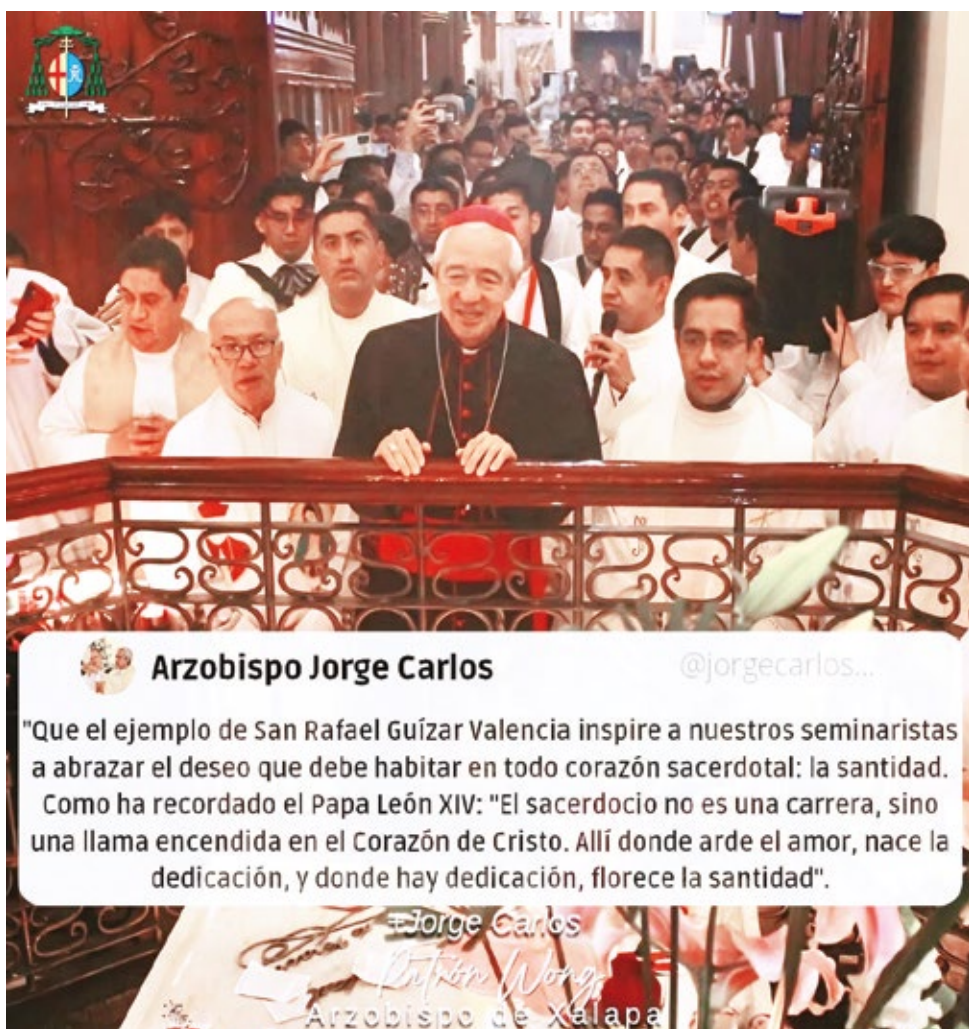 Arzobispo Jorge Carlos @jorgecarlos...
"Que el ejemplo de San Rafael Guízar Valencia inspire a nuestros seminaristas
a abrazar el deseo que debe habitar en todo corazón sacerdotal: la santidad.
Como ha recordado el Papa León XIV: "El sacerdocio no es una carrera, sino
una llama encendida en el Corazón de Cristo. Allí donde arde el amor, nace la
dedicación, y donde hay dedicación, florece la santidad".
+Jorge Carlos
Patrón Wong
Arzobispo de Xalapa